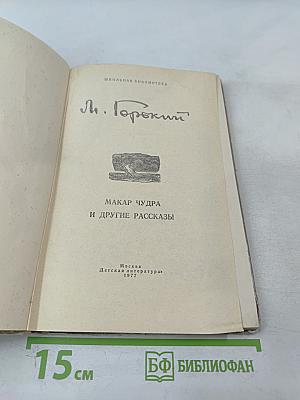 ШКОЛЬНАЯ БИБЛИОТЕКА
М. Горький
МАКАР ЧУДРА
И ДРУГИЕ РАССКАЗЫ
Москва
«Детская литература»
1977
15 см
БФ БИБЛИОФАН